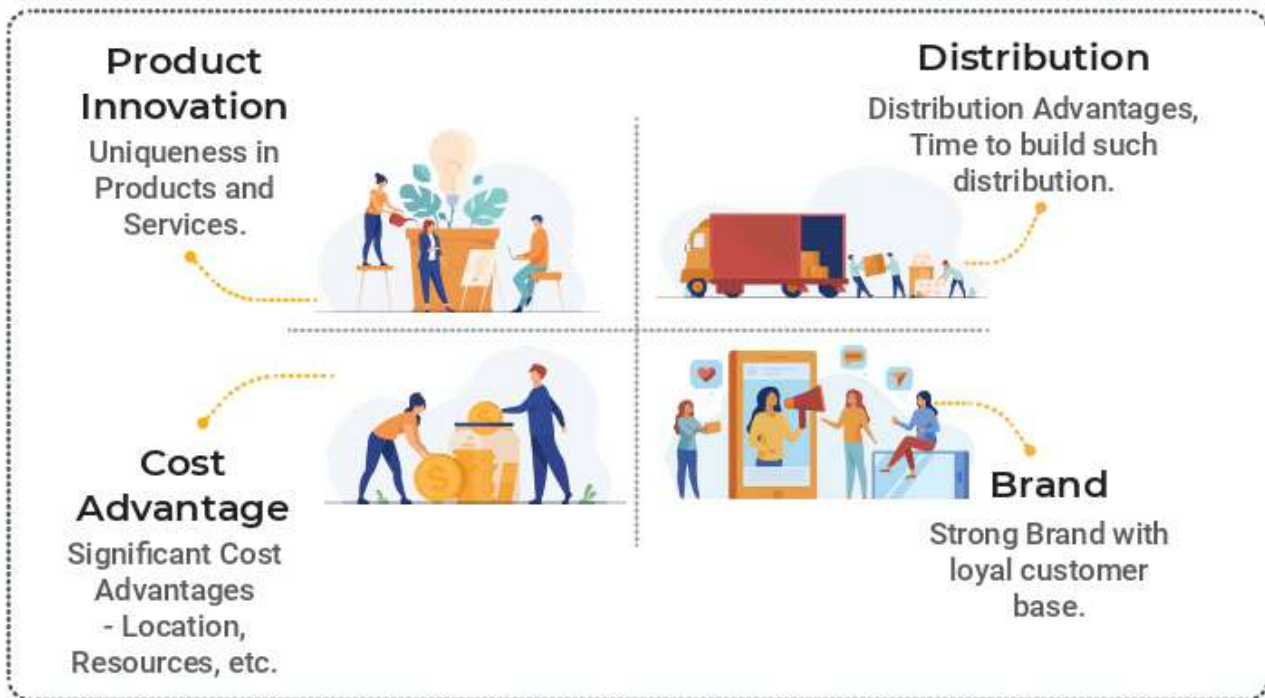 Product
Innovation
Uniqueness in
Products and
Services.
Distribution
Distribution Advantages,
Time to build such
distribution.
Cost
Advantage
Significant Cost
Advantages
- Location,
Resources, etc.
Brand
Strong Brand with
loyal customer
base.